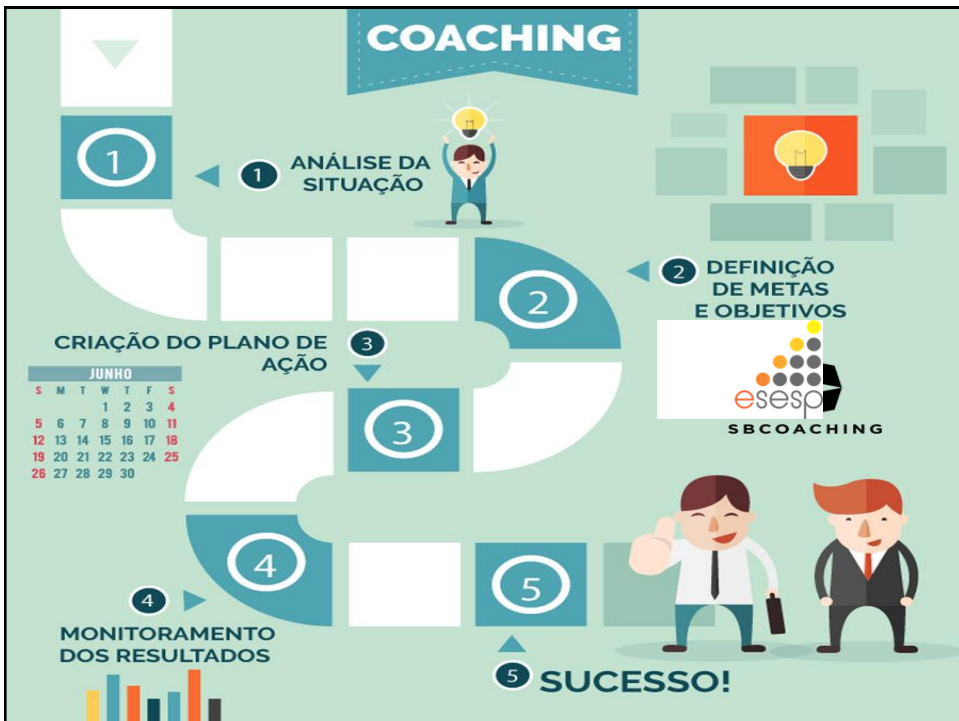 COACHING
1
1 ANÁLISE DA
SITUAÇÃO
2
2 DEFINIÇÃO
DE METAS
E OBJETIVOS
CRIAÇÃO DO PLANO DE 3
AÇÃO
JUNHO
S M T W T F S
1 2 3 4
5 6 7 8 9 10 11
12 13 14 15 16 17 18
19 20 21 22 23 24 25
26 27 28 29 30
esesp
SBCOACHING
3
4
5
4
MONITORAMENTO
DOS RESULTADOS
5 SUCESSO!